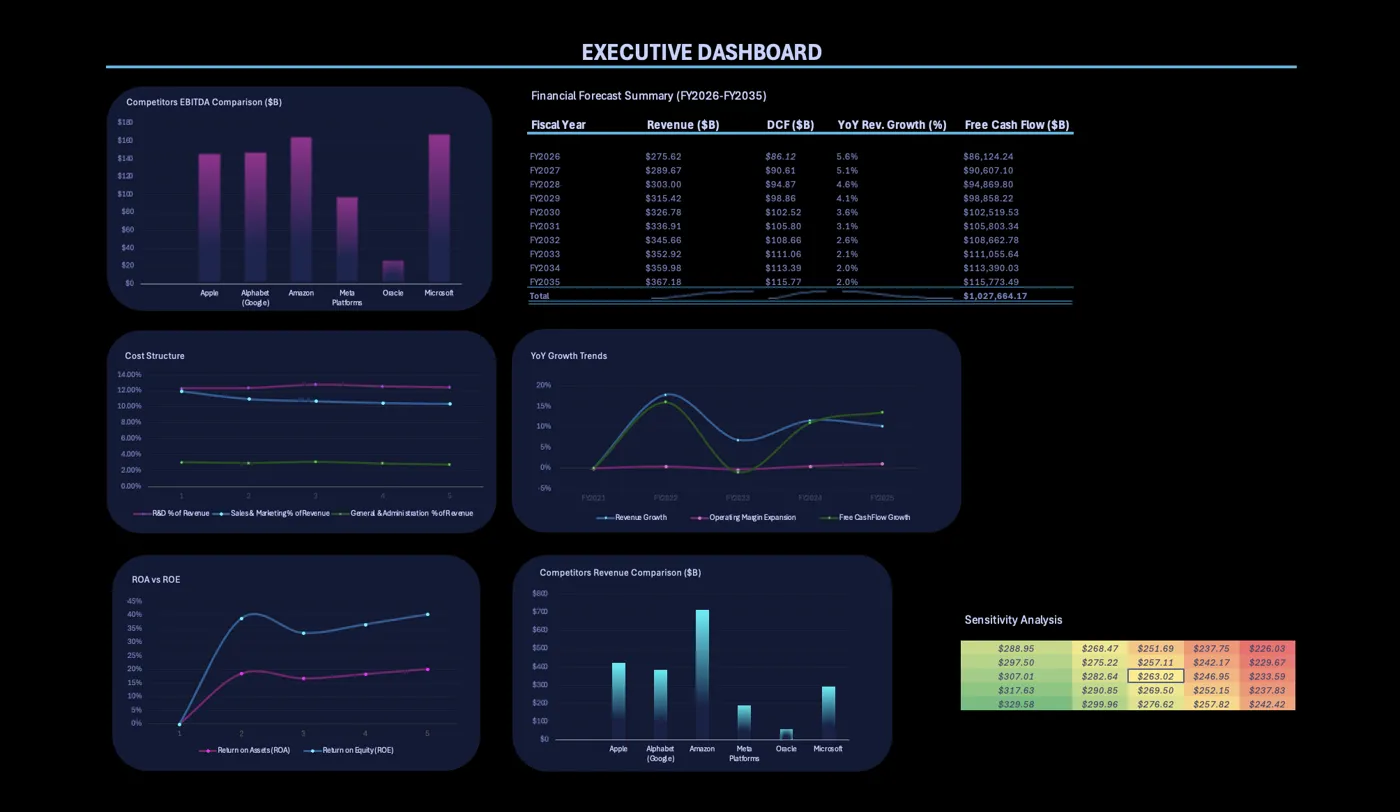 EXECUTIVE DASHBOARD
Competitors EBITDA Comparison ($B)
$180
$160
$140
$120
$100
$80
$60
$40
$20
$0
Apple Alphabet (Google) Amazon Meta Platforms Oracle Microsoft
Financial Forecast Summary (FY2026-FY2035)
Fiscal Year Revenue ($B) DCF ($B) YoY Rev. Growth (%) Free Cash Flow ($B)
FY2026 $275.62 $86.12 5.6% $86,124.24
FY2027 $289.67 $90.61 5.1% $90,607.10
FY2028 $303.00 $94.87 4.6% $94,869.80
FY2029 $315.42 $98.86 4.1% $98,858.22
FY2030 $326.78 $102.52 3.6% $102,519.53
FY2031 $336.91 $105.80 3.1% $105,803.34
FY2032 $345.66 $108.66 2.6% $108,662.78
FY2033 $352.92 $111.06 2.1% $111,055.64
FY2034 $359.98 $113.39 2.0% $113,390.03
FY2035 $367.18 $115.77 2.0% $115,773.49
Total $1,027,664.17
Cost Structure
14.00%
12.00%
10.00%
8.00%
6.00%
4.00%
2.00%
0.00%
1 2 3 4 5
R&D % of Revenue Sales & Marketing % of Revenue General & Administration % of Revenue
YoY Growth Trends
20%
15%
10%
5%
0%
-5%
FY2021 FY2022 FY2023 FY2024 FY2025
Revenue Growth Operating Margin Expansion Free Cash Flow Growth
ROA vs ROE
45%
40%
35%
30%
25%
20%
15%
10%
5%
0%
1 2 3 4 5
Return on Assets (ROA) Return on Equity (ROE)
Competitors Revenue Comparison ($B)
$800
$700
$600
$500
$400
$300
$200
$100
$0
Apple Alphabet (Google) Amazon Meta Platforms Oracle Microsoft
Sensitivity Analysis
$288.95 $268.47 $251.69 $237.75 $226.03
$297.50 $275.22 $257.11 $242.17 $229.67
$307.01 $282.64 $263.02 $246.95 $233.59
$317.63 $290.85 $269.50 $252.15 $237.83
$329.58 $299.96 $276.62 $257.82 $242.42